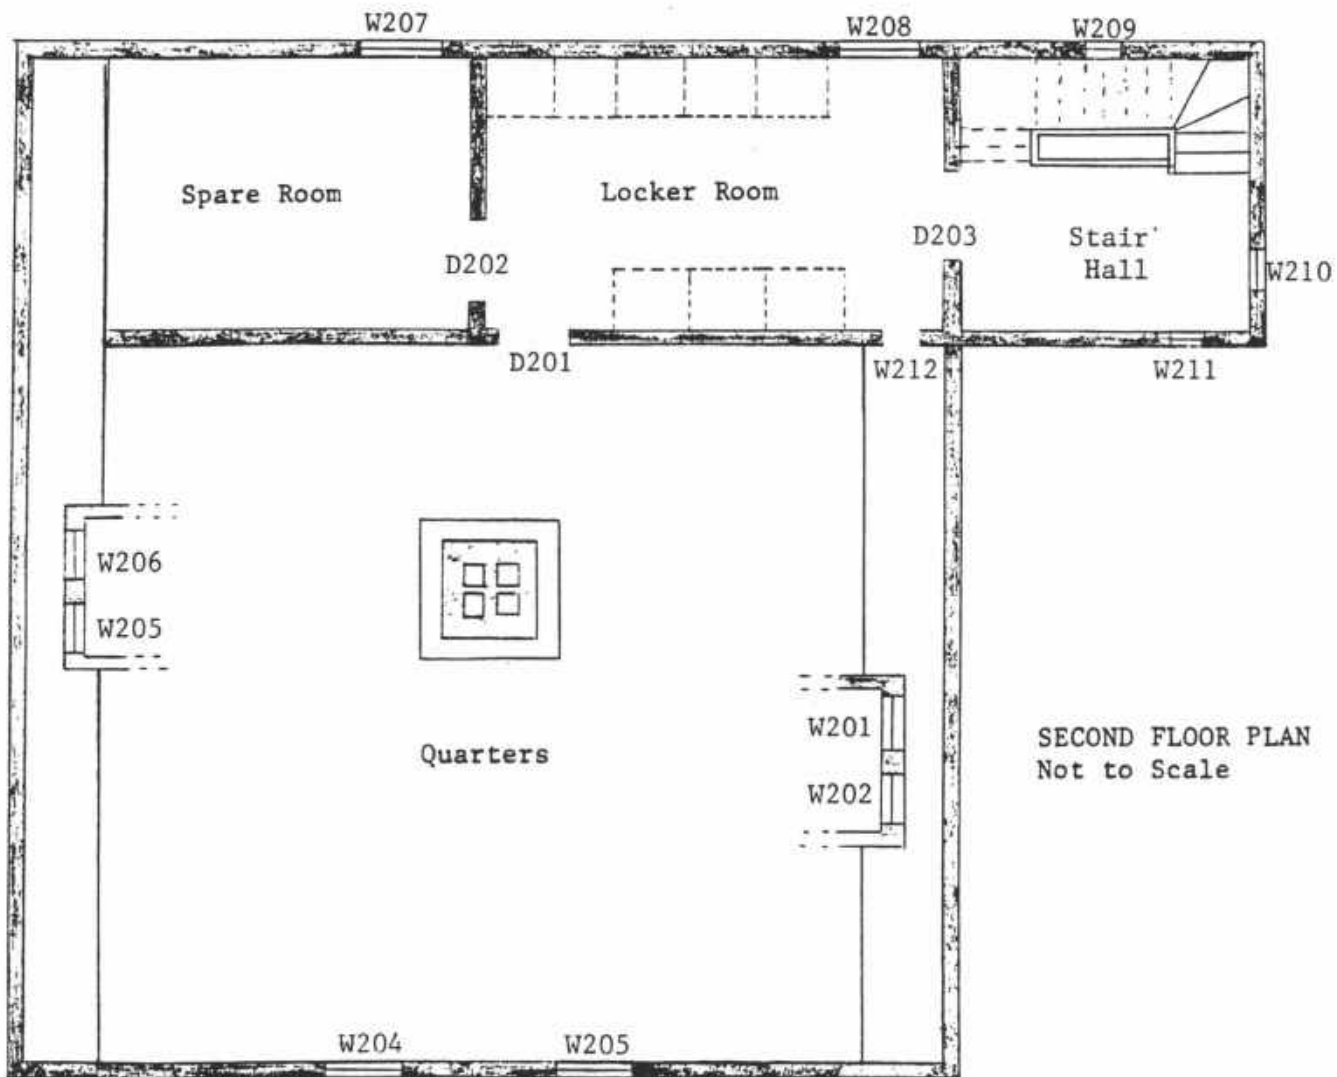 W207
W208
W209
Spare Room
Locker Room
D202
D203
Stair
Hall
W210
D201
W212
W211
W206
W205
W201
W202
Quarters
SECOND FLOOR PLAN
Not to Scale
W204
W205